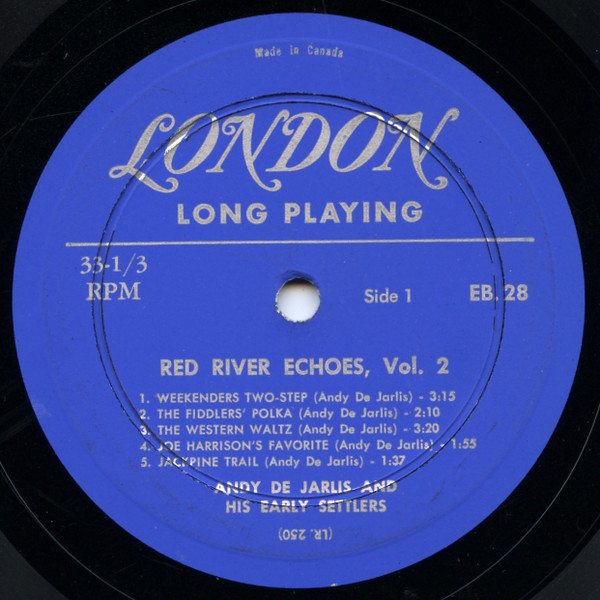 Made in Canada
LONDON
LONG PLAYING
33-1/3
RPM
Side 1
EB. 28
RED RIVER ECHOES, Vol. 2
1. WEEKENDERS TWO-STEP (Andy De Jarlis) - 3:15
2. THE FIDDLERS' POLKA (Andy De Jarlis) - 2:10
3. THE WESTERN WALTZ (Andy De Jarlis) - 3:20
4. JOE HARRISON'S FAVORITE (Andy De Jarlis) - 1:55
5. JACKPINE TRAIL (Andy De Jarlis) - 1:37
ANDY DE JARLIS AND
HIS EARLY SETTLERS
(LR. 250)